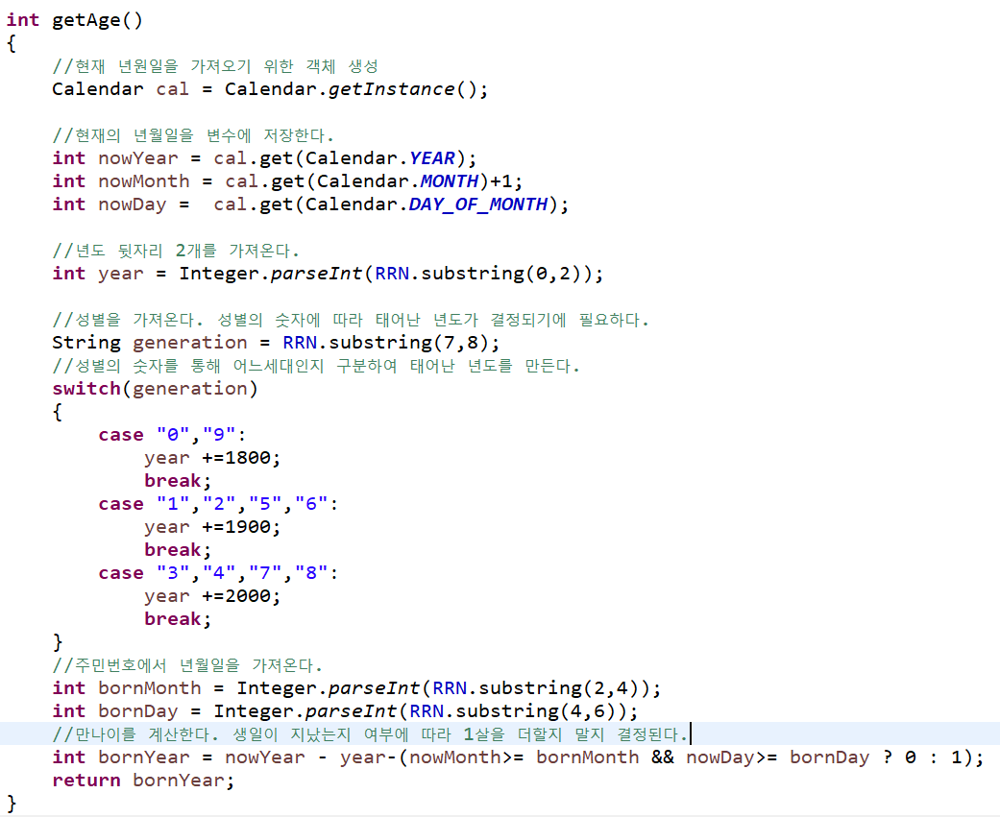 int getAge()
{
//현재 년원일을 가져오기 위한 객체 생성
Calendar cal = Calendar.getInstance();
//현재의 년월일을 변수에 저장한다.
int nowYear = cal.get(Calendar.YEAR);
int nowMonth = cal.get(Calendar.MONTH)+1;
int nowDay =  cal.get(Calendar.DAY_OF_MONTH);
//년도 뒷자리 2개를 가져온다.
int year = Integer.parseInt(RRN.substring(0,2));
//성별을 가져온다. 성별의 숫자에 따라 태어난 년도가 결정되기에 필요하다.
String generation = RRN.substring(7,8);
//성별의 숫자를 통해 어느세대인지 구분하여 태어난 년도를 만든다.
switch(generation)
{
case "0","9":
year +=1800;
break;
case "1","2","5","6":
year +=1900;
break;
case "3","4","7","8":
year +=2000;
break;
}
//주민번호에서 년월일을 가져온다.
int bornMonth = Integer.parseInt(RRN.substring(2,4));
int bornDay = Integer.parseInt(RRN.substring(4,6));
//만나이를 계산한다. 생일이 지났는지 여부에 따라 1살을 더할지 말지 결정된다.
int bornYear = nowYear - year-(nowMonth>= bornMonth && nowDay>= bornDay ? 0 : 1);
return bornYear;
}